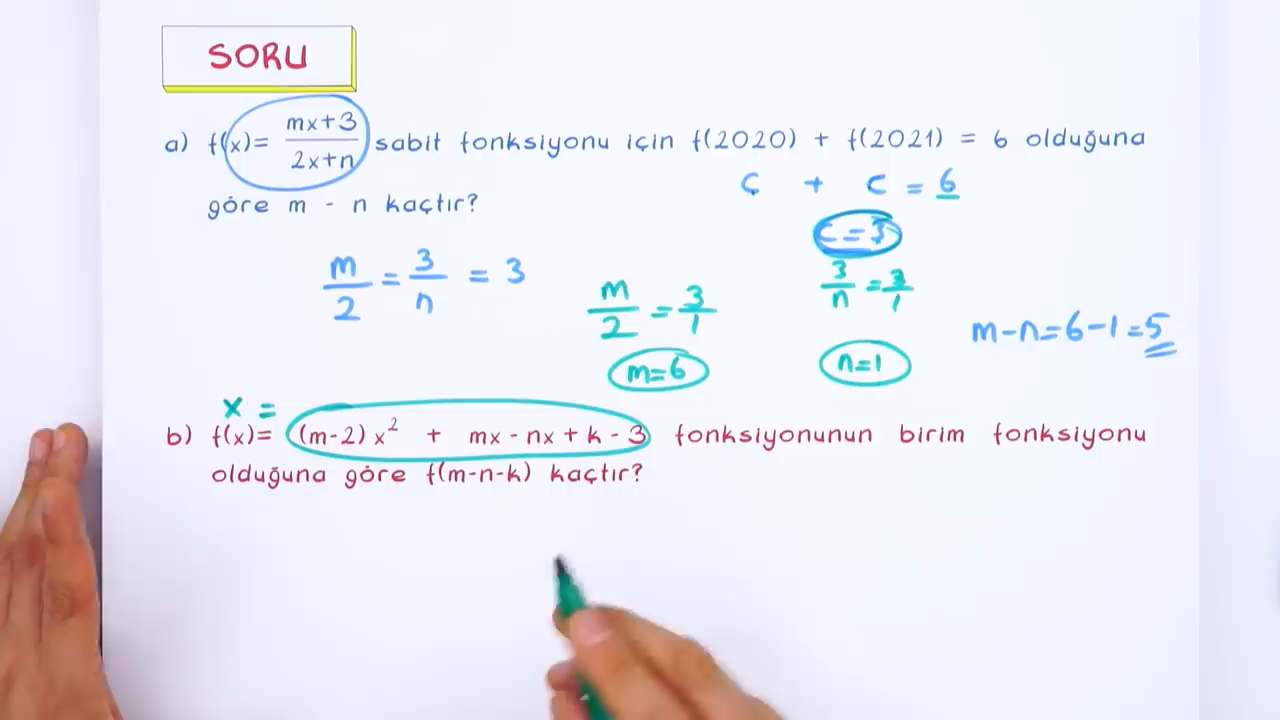 SORU
a) f(x)= mx+3 / 2x+n sabit fonksiyonu için f(2020) + f(2021) = 6 olduğuna
c + c = 6
göre m - n kaçtır?
c=3
m/2 = 3/n = 3
m/2 = 3/1
3/n = 3/1
m-n=6-1=5
m=6
n=1
x =
b) f(x)= (m-2)x² + mx - nx + k - 3 fonksiyonunun birim fonksiyonu
olduğuna göre f(m-n-k) kaçtır?